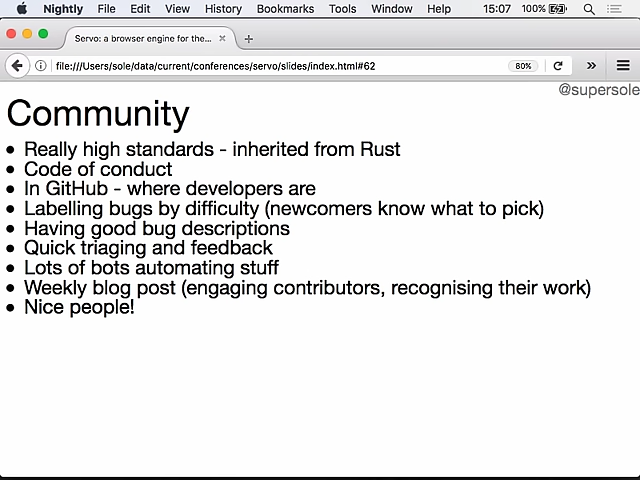 Nightly File Edit View History Bookmarks Tools Window Help 15:07 100%
Servo: a browser engine for the...
file:///Users/sole/data/current/conferences/servo/slides/index.html#62 80%
@supersole
Community
Really high standards - inherited from Rust
Code of conduct
In GitHub - where developers are
Labelling bugs by difficulty (newcomers know what to pick)
Having good bug descriptions
Quick triaging and feedback
Lots of bots automating stuff
Weekly blog post (engaging contributors, recognising their work)
Nice people!